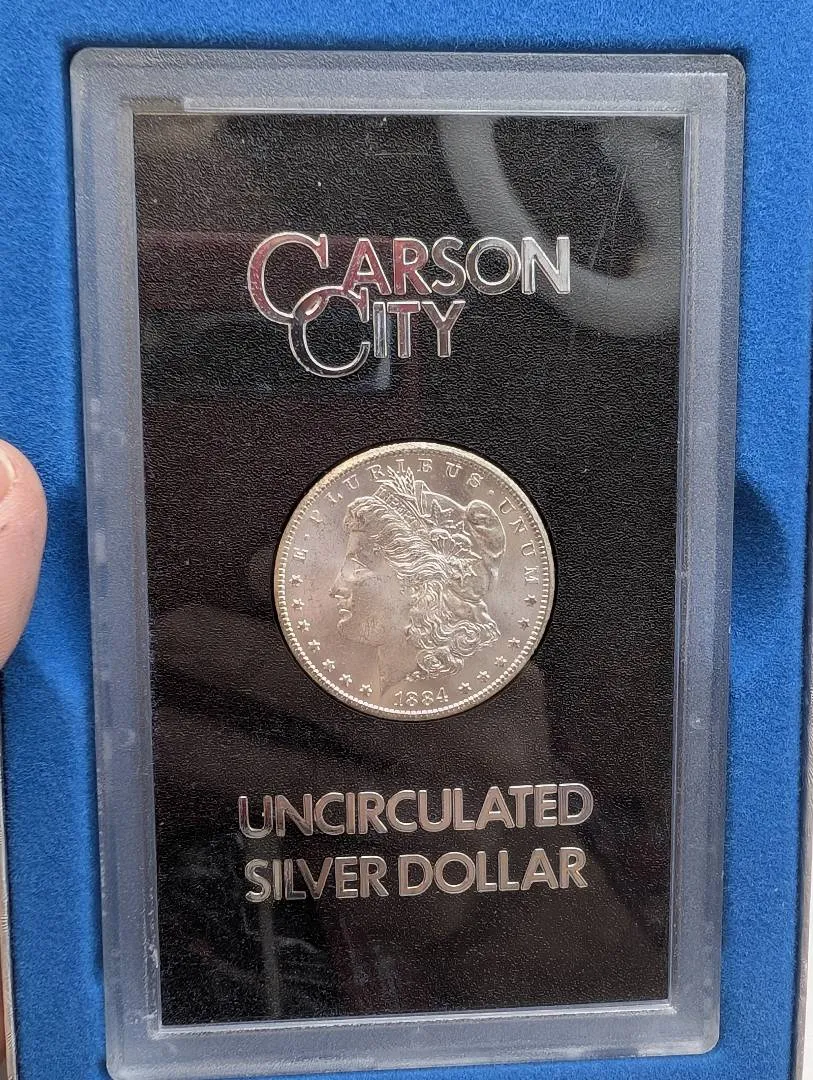 CARSON
CITY
E · PLURIBUS · UNUM
1884
UNCIRCULATED
SILVER DOLLAR